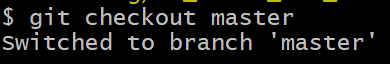 $ git checkout master
Switched to branch 'master'